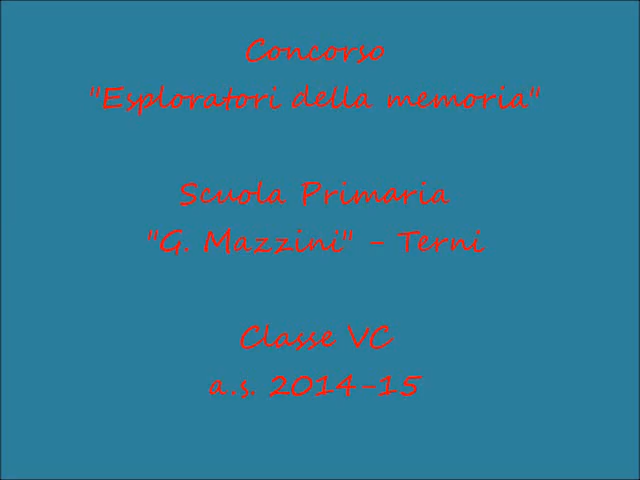 Concorso
"Esploratori della memoria"
Scuola Primaria
"G. Mazzini" - Terni
Classe VC
a.s. 2014-15